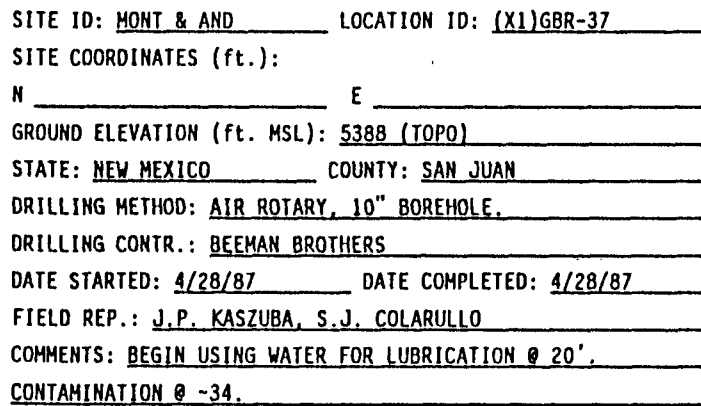 SITE ID: MONT & AND LOCATION ID: (X1)GBR-37
SITE COORDINATES (ft.):
N E
GROUND ELEVATION (ft. MSL): 5388 (TOPO)
STATE: NEW MEXICO COUNTY: SAN JUAN
DRILLING METHOD: AIR ROTARY, 10" BOREHOLE.
DRILLING CONTR.: BEEMAN BROTHERS
DATE STARTED: 4/28/87 DATE COMPLETED: 4/28/87
FIELD REP.: J.P. KASZUBA, S.J. COLARULLO
COMMENTS: BEGIN USING WATER FOR LUBRICATION @ 20'.
CONTAMINATION @ ~34.